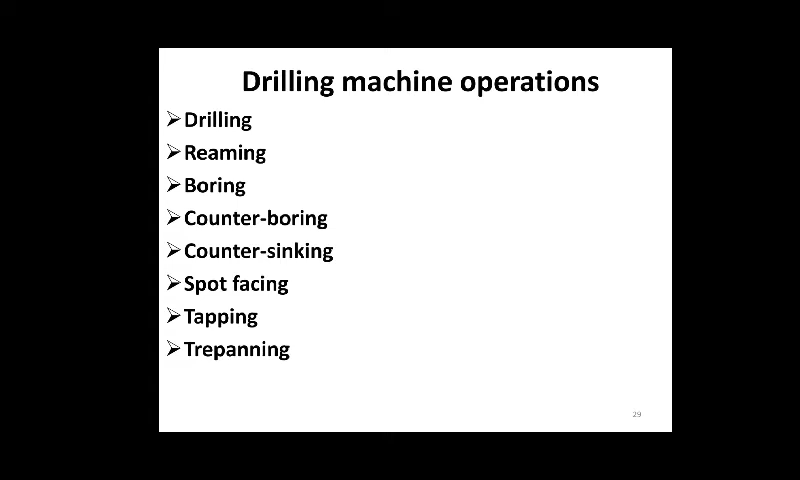 Drilling machine operations
➢Drilling
➢Reaming
➢Boring
➢Counter-boring
➢Counter-sinking
➢Spot facing
➢Tapping
➢Trepanning
29